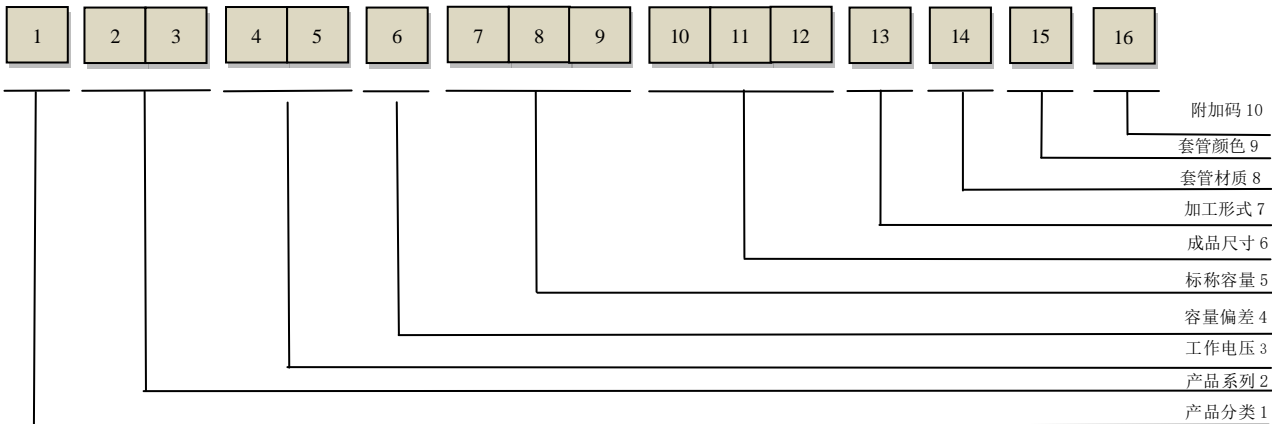 1 2 3 4 5 6 7 8 9 10 11 12 13 14 15 16
附加码 10
套管颜色 9
套管材质 8
加工形式 7
成品尺寸 6
标称容量 5
容量偏差 4
工作电压 3
产品系列 2
产品分类 1